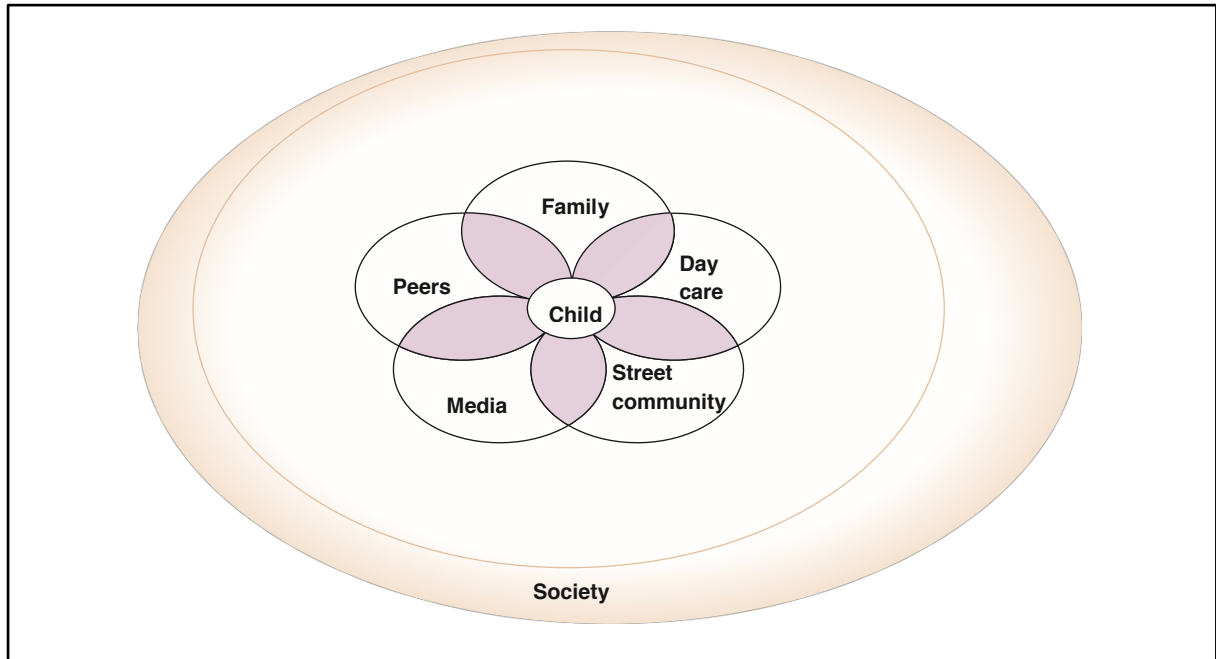 Family
Day
care
Peers
Child
Street
community
Media
Society